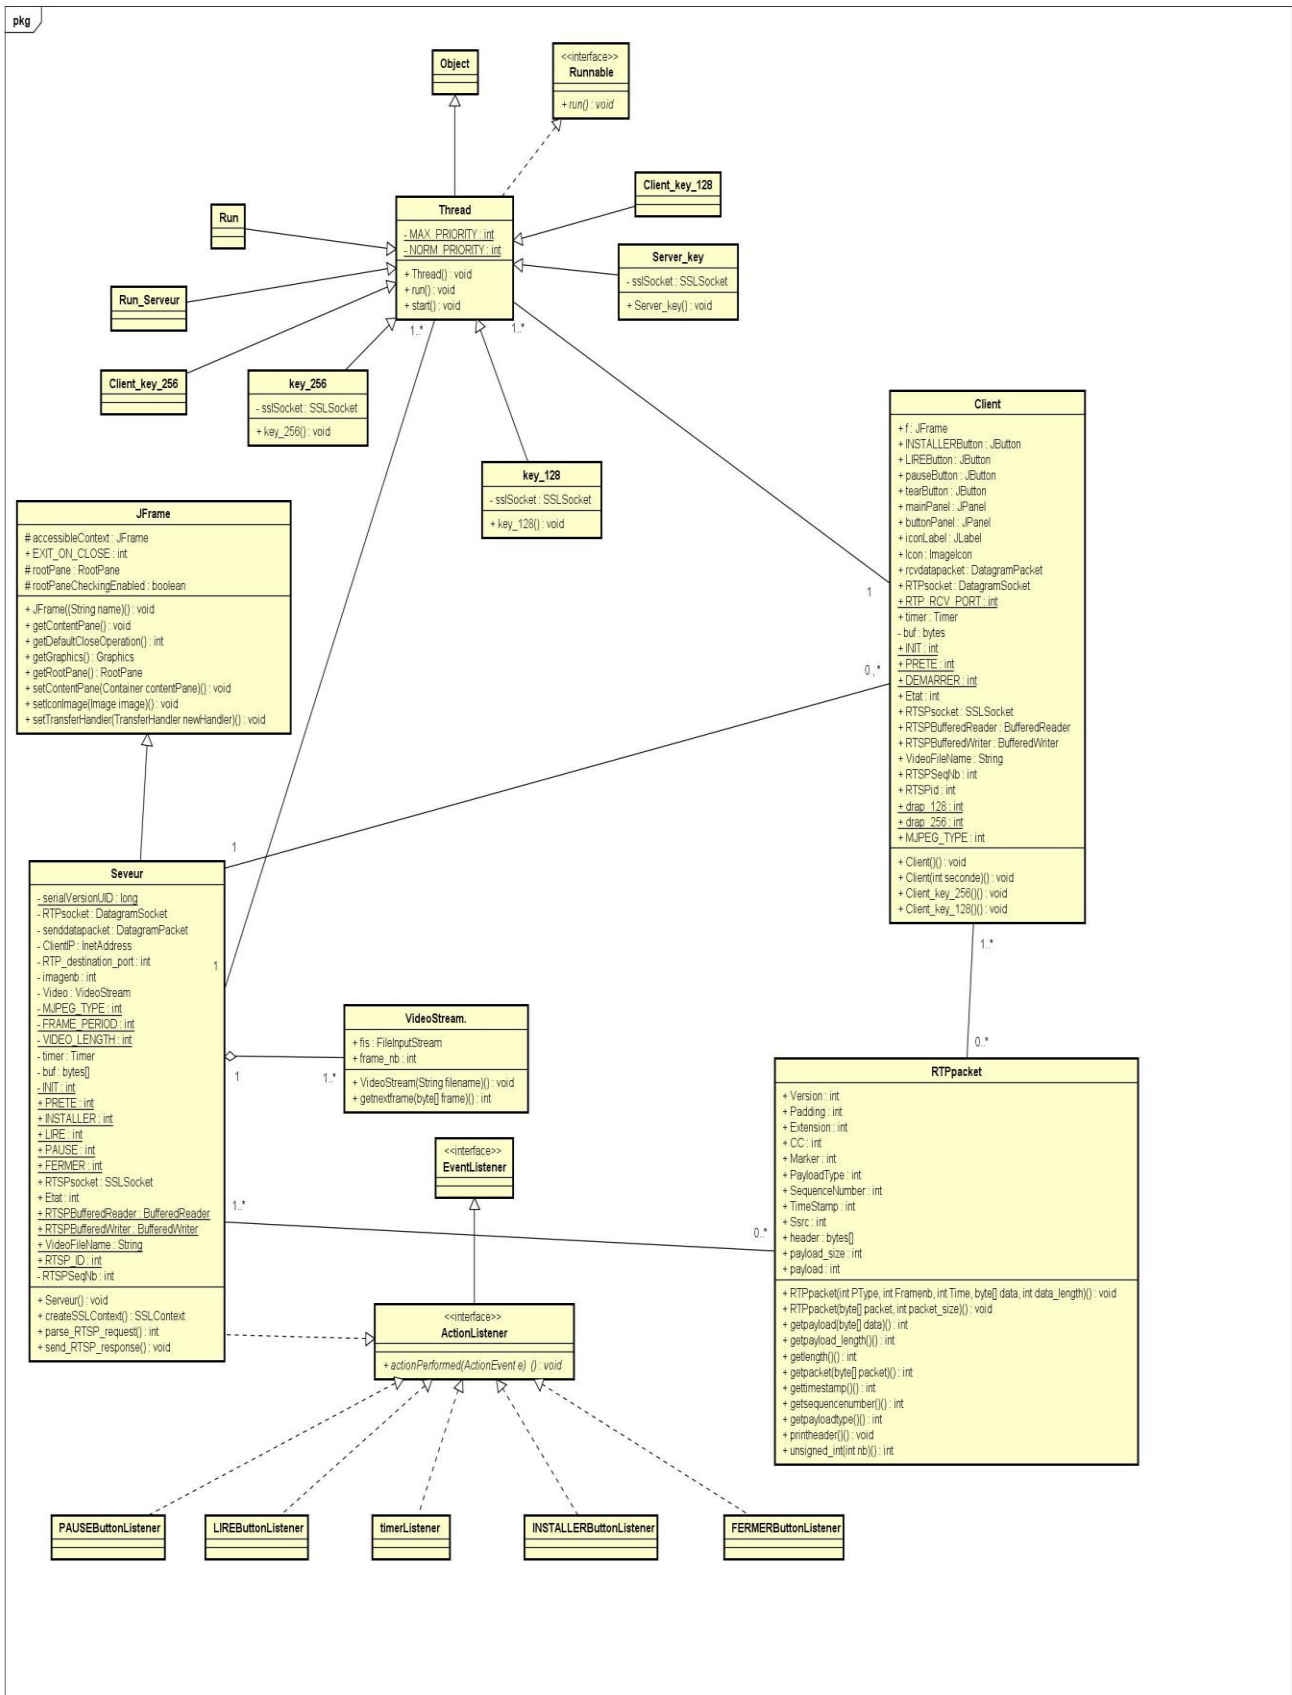 pkg
Object
<<interface>>
Runnable
+ run() : void
Thread
- MAX_PRIORITY : int
- NORM_PRIORITY : int
+ Thread() : void
+ run() : void
+ start() : void
Client_key_128
Run
Server_key
- sslSocket : SSLSocket
+ Server_key() : void
Run_Serveur
1..*
1..*
Client_key_256
key_256
- sslSocket : SSLSocket
+ key_256() : void
key_128
- sslSocket : SSLSocket
+ key_128() : void
Client
+ f : JFrame
+ INSTALLERButton : JButton
+ LIREButton : JButton
+ pauseButton : JButton
+ tearButton : JButton
+ mainPanel : JPanel
+ buttonPanel : JPanel
+ iconLabel : JLabel
+ Icon : ImageIcon
+ rcvdatapacket : DatagramPacket
+ RTPsocket : DatagramSocket
+ RTP_RCV_PORT : int
+ timer : Timer
- buf : bytes
+ INIT : int
+ PRETE : int
+ DEMARRER : int
+ Etat : int
+ RTSPsocket : SSLSocket
+ RTSPBufferedReader : BufferedReader
+ RTSPBufferedWriter : BufferedWriter
+ VideoFileName : String
+ RTSPSeqNb : int
+ RTSPid : int
+ drap_128 : int
+ drap_256 : int
+ MJPEG_TYPE : int
+ Client()() : void
+ Client(int seconde)() : void
+ Client_key_256()() : void
+ Client_key_128()() : void
1
0 ,*
1..*
JFrame
# accessibleContext : JFrame
+ EXIT_ON_CLOSE : int
# rootPane : RootPane
# rootPaneCheckingEnabled : boolean
+ JFrame((String name)() : void
+ getContentPane() : void
+ getDefaultCloseOperation() : int
+ getGraphics() : Graphics
+ getRootPane() : RootPane
+ setContentPane(Container contentPane)() : void
+ setIconImage(Image image)() : void
+ setTransferHandler(TransferHandler newHandler)() : void
1
Seveur
- serialVersionUID : long
- RTPsocket : DatagramSocket
- senddatapacket : DatagramPacket
- ClientIP : InetAddress
- RTP_destination_port : int
- imagenb : int
- Video : VideoStream
- MJPEG_TYPE : int
- FRAME_PERIOD : int
- VIDEO_LENGTH : int
- timer : Timer
- buf : bytes[]
- INIT : int
+ PRETE : int
+ INSTALLER : int
+ LIRE : int
+ PAUSE : int
+ FERMER : int
+ RTSPsocket : SSLSocket
+ Etat : int
+ RTSPBufferedReader : BufferedReader
+ RTSPBufferedWriter : BufferedWriter
+ VideoFileName : String
+ RTSP_ID : int
- RTSPSeqNb : int
+ Serveur() : void
+ createSSLContext() : SSLContext
+ parse_RTSP_request() : int
+ send_RTSP_response() : void
1
1
1..*
1..*
VideoStream.
+ fis : FileInputStream
+ frame_nb : int
+ VideoStream(String filename)() : void
+ getnextframe(byte[] frame)() : int
<<interface>>
EventListener
0..*
0..*
RTPpacket
+ Version : int
+ Padding : int
+ Extension : int
+ CC : int
+ Marker : int
+ PayloadType : int
+ SequenceNumber : int
+ TimeStamp : int
+ Ssrc : int
+ header : bytes[]
+ payload_size : int
+ payload : int
+ RTPpacket(int PType, int Framenb, int Time, byte[] data, int data_length)() : void
+ RTPpacket(byte[] packet, int packet_size)() : void
+ getpayload(byte[] data)() : int
+ getpayload_length()() : int
+ getlength()() : int
+ getpacket(byte[] packet)() : int
+ gettimestamp()() : int
+ getsequencenumber()() : int
+ getpayloadtype()() : int
+ printheader()() : void
+ unsigned_int(int nb)() : int
<<interface>>
ActionListener
+ actionPerformed(ActionEvent e) () : void
PAUSEButtonListener
LIREButtonListener
timerListener
INSTALLERButtonListener
FERMERButtonListener